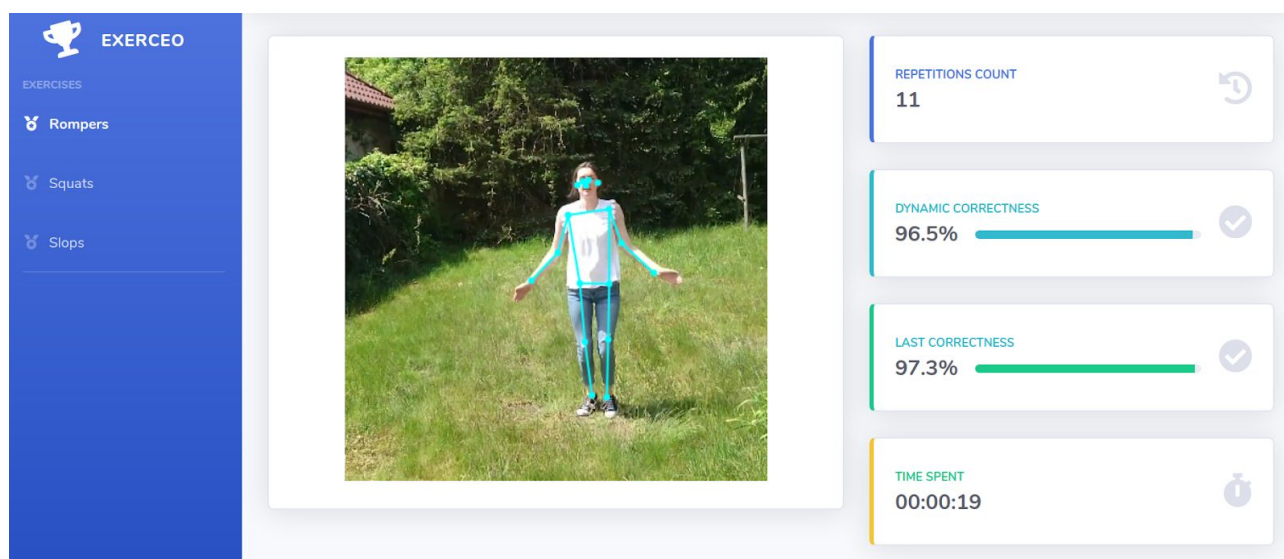 EXERCEO
EXERCISES
Rompers
Squats
Slops
REPETITIONS COUNT
11
DYNAMIC CORRECTNESS
96.5%
LAST CORRECTNESS
97.3%
TIME SPENT
00:00:19